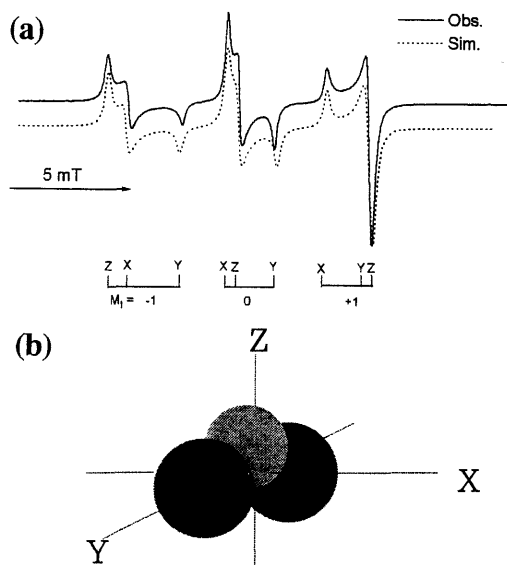 (a)
Obs.
Sim.
5 mT
Z X Y X Z Y X Y Z
M_I = -1 0 +1
(b)
Z
X
Y